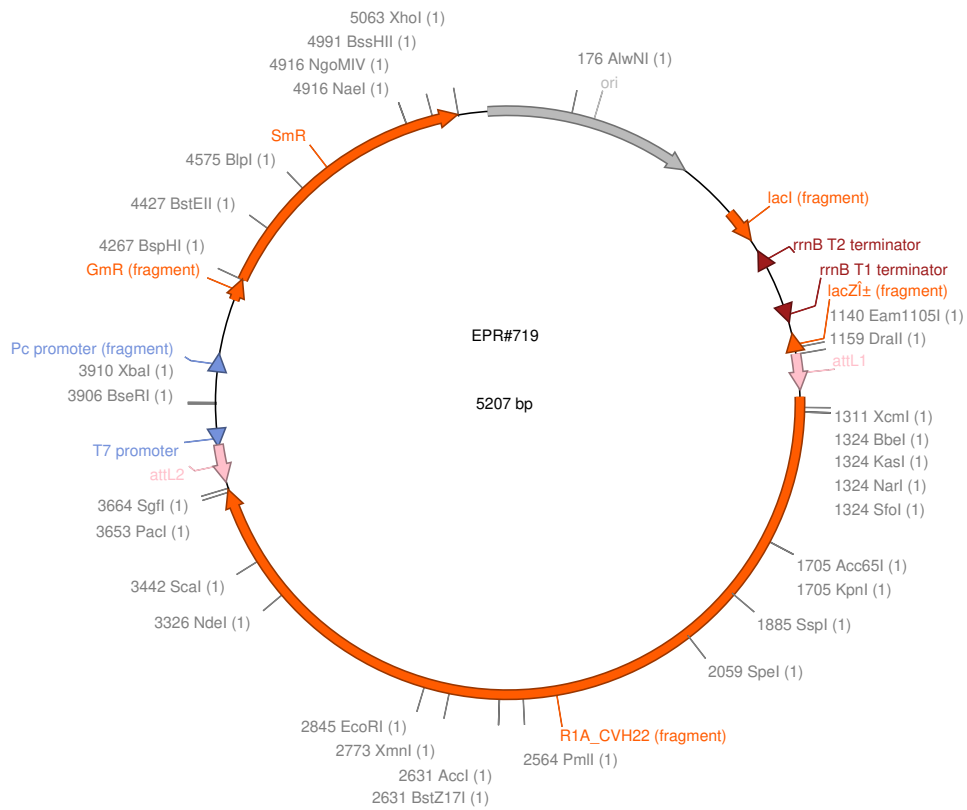 5063 XhoI (1)
4991 BssHII (1)
4916 NgoMIV (1)
4916 NaeI (1)
SmR
4575 BlpI (1)
4427 BstEII (1)
4267 BspHI (1)
GmR (fragment)
Pc promoter (fragment)
3910 XbaI (1)
3906 BseRI (1)
T7 promoter
attL2
3664 SgfI (1)
3653 PacI (1)
3442 ScaI (1)
3326 NdeI (1)
2845 EcoRI (1)
2773 XmnI (1)
2631 AccI (1)
2631 BstZ17I (1)
176 AlwNI (1)
ori
lacI (fragment)
rrnB T2 terminator
rrnB T1 terminator
lacZÎ± (fragment)
1140 Eam1105I (1)
1159 DraII (1)
attL1
1311 XcmI (1)
1324 BbeI (1)
1324 KasI (1)
1324 NarI (1)
1324 SfoI (1)
1705 Acc65I (1)
1705 KpnI (1)
1885 SspI (1)
2059 SpeI (1)
R1A_CVH22 (fragment)
2564 PmlI (1)
EPR#719
5207 bp